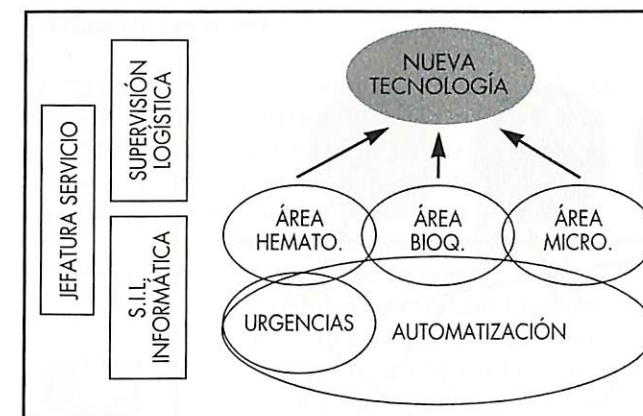 JEFATURA SERVICIO
SUPERVISIÓN
LOGÍSTICA
S.I.L.
INFORMÁTICA
NUEVA
TECNOLOGÍA
ÁREA
HEMATO.
ÁREA
BIOQ.
ÁREA
MICRO.
URGENCIAS
AUTOMATIZACIÓN